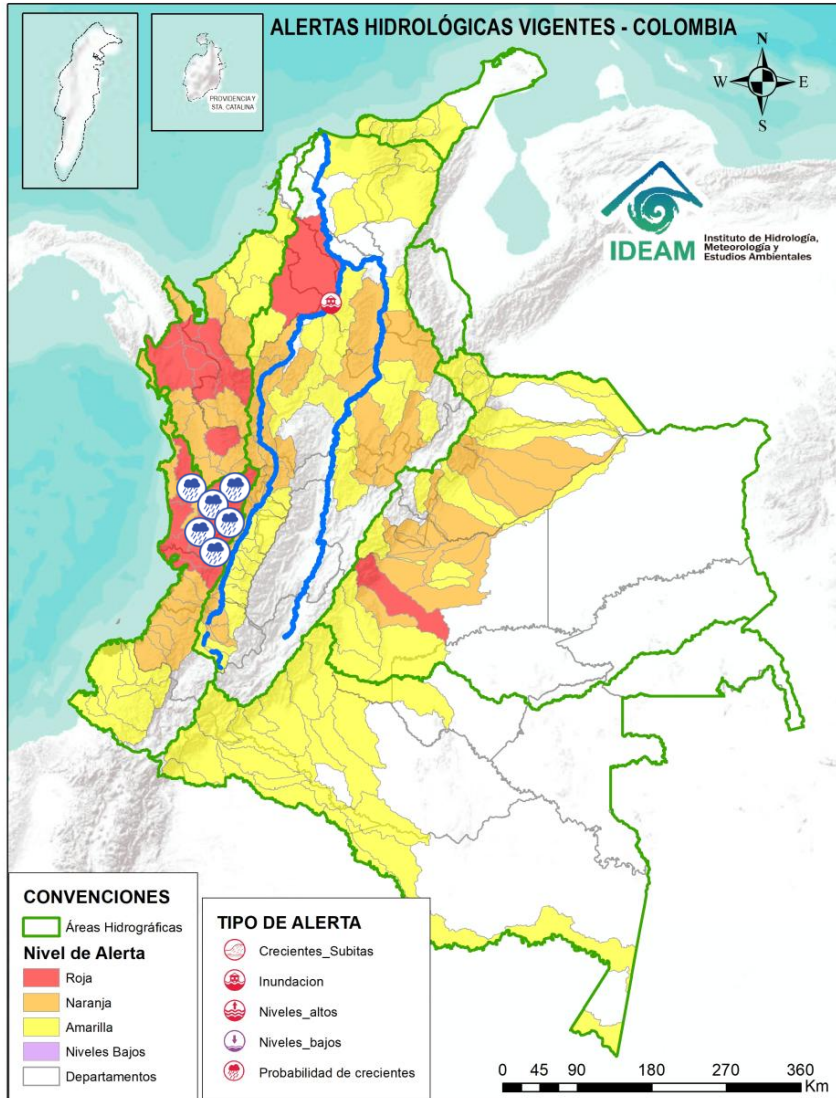 ALERTAS HIDROLÓGICAS VIGENTES - COLOMBIA
PROVIDENCIA Y
STA. CATALINA
N
W
E
S
IDEAM
Instituto de Hidrología,
Meteorología y
Estudios Ambientales
CONVENCIONES
Áreas Hidrográficas
Nivel de Alerta
Roja
Naranja
Amarilla
Niveles Bajos
Departamentos
TIPO DE ALERTA
Crecientes_Subitas
Inundacion
Niveles_altos
Niveles_bajos
Probabilidad de crecientes
0 45 90 180 270 360
Km